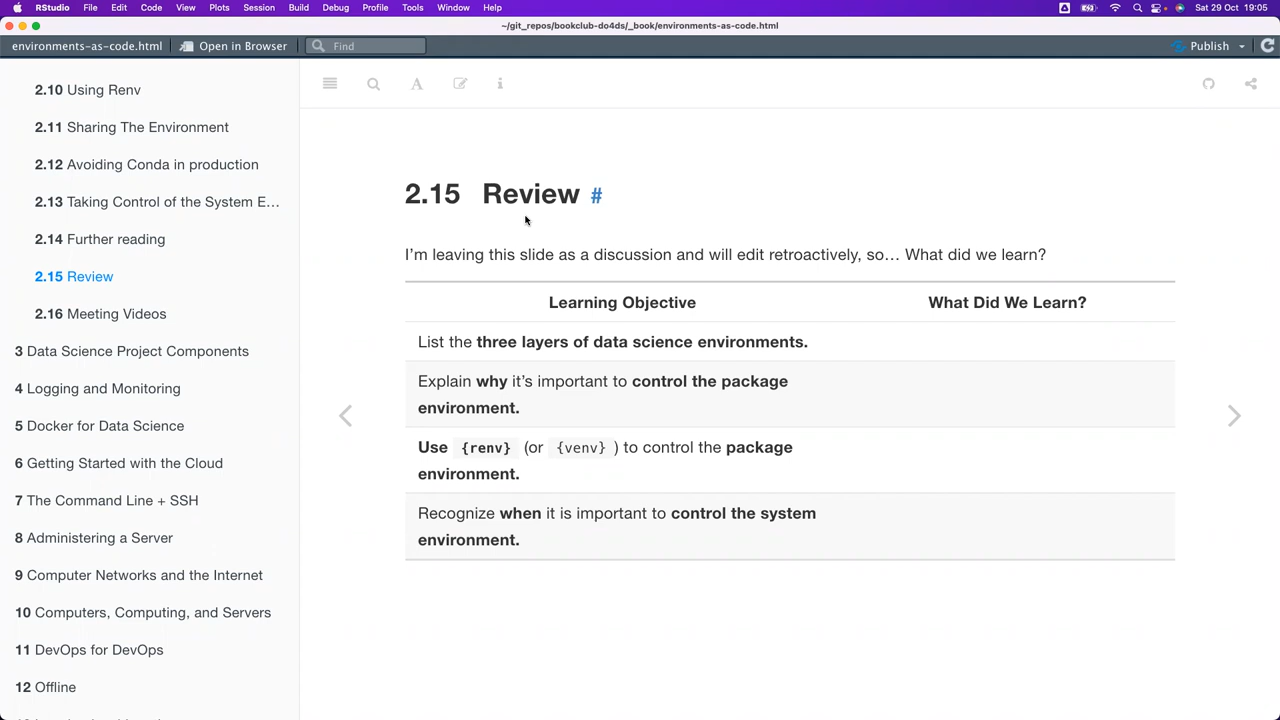 RStudio File Edit Code View Plots Session Build Debug Profile Tools Window Help Sat 29 Oct 19:05
~/git_repos/bookclub-do4ds/_book/environments-as-code.html
environments-as-code.html Open in Browser Find Publish
2.10 Using Renv
2.11 Sharing The Environment
2.12 Avoiding Conda in production
2.13 Taking Control of the System E…
2.14 Further reading
2.15 Review
2.16 Meeting Videos
3 Data Science Project Components
4 Logging and Monitoring
5 Docker for Data Science
6 Getting Started with the Cloud
7 The Command Line + SSH
8 Administering a Server
9 Computer Networks and the Internet
10 Computers, Computing, and Servers
11 DevOps for DevOps
12 Offline
2.15 Review #
I’m leaving this slide as a discussion and will edit retroactively, so… What did we learn?
Learning Objective What Did We Learn?
List the three layers of data science environments.
Explain why it’s important to control the package
environment.
Use {renv} (or {venv} ) to control the package
environment.
Recognize when it is important to control the system
environment.